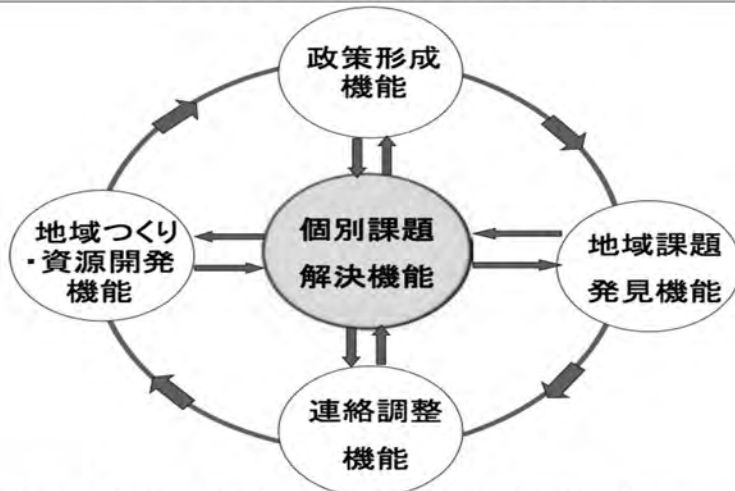 政策形成
機能
地域つくり
・資源開発
機能
個別課題
解決機能
地域課題
発見機能
連絡調整
機能